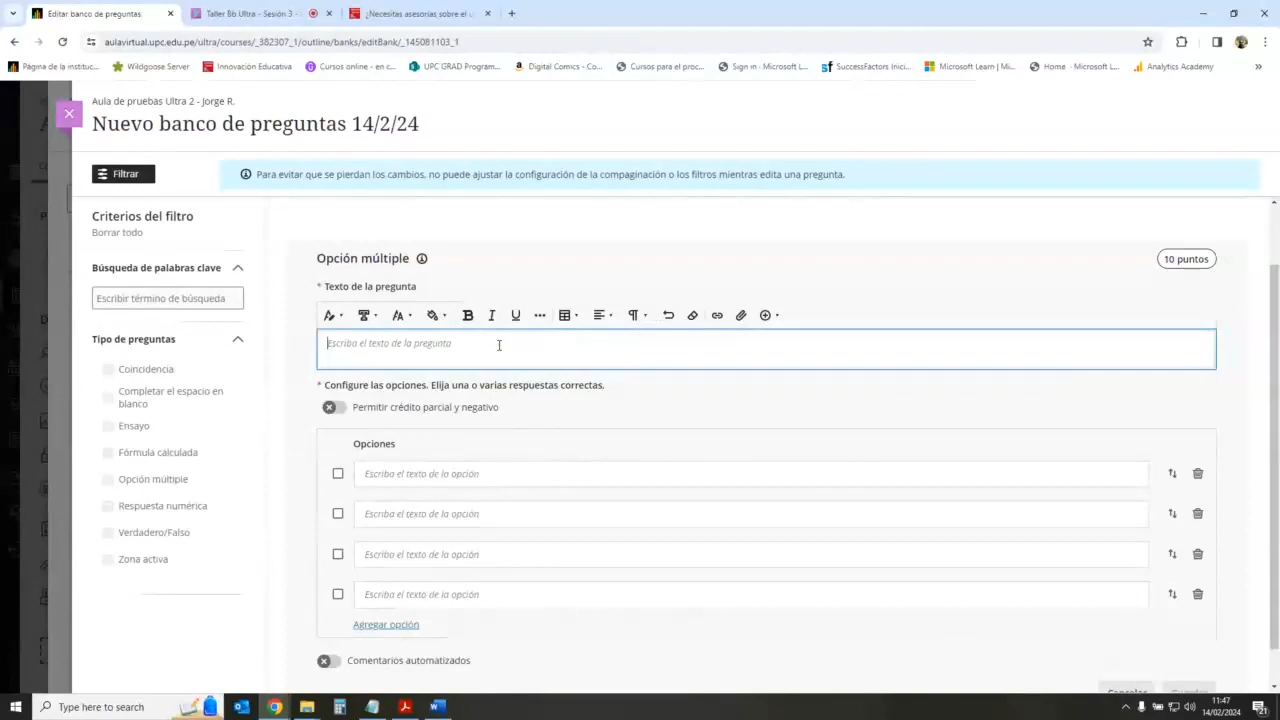 Editar banco de preguntas
Taller Bb Ultra - Sesión 3 -
¿Necesitas asesorías sobre el u
aulavirtual.upc.edu.pe/ultra/courses/_382307_1/outline/banks/editBank/_145081103_1
Página de la instituc...
Wildgoose Server
Innovación Educativa
Cursos online - en c...
UPC GRAD Program...
Digital Comics - Co...
Cursos para el proc...
Sign in - Microsoft L...
SuccessFactors Inici...
Microsoft Learn | Mi...
Home - Microsoft L...
Analytics Academy
Aula de pruebas Ultra 2 - Jorge R.
Nuevo banco de preguntas 14/2/24
Filtrar
Para evitar que se pierdan los cambios, no puede ajustar la configuración de la compaginación o los filtros mientras edita una pregunta.
Criterios del filtro
Borrar todo
Búsqueda de palabras clave
Escribir término de búsqueda
Tipo de preguntas
Coincidencia
Completar el espacio en
blanco
Ensayo
Fórmula calculada
Opción múltiple
Respuesta numérica
Verdadero/Falso
Zona activa
Opción múltiple
10 puntos
* Texto de la pregunta
Escriba el texto de la pregunta
* Configure las opciones. Elija una o varias respuestas correctas.
Permitir crédito parcial y negativo
Opciones
Escriba el texto de la opción
Escriba el texto de la opción
Escriba el texto de la opción
Escriba el texto de la opción
Agregar opción
Comentarios automatizados
Type here to search
11:47
14/02/2024
21